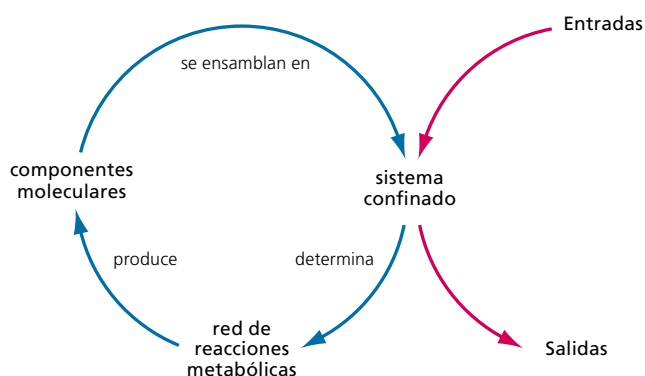 Entradas
se ensamblan en
componentes
moleculares
sistema
confinado
produce
determina
red de
reacciones
metabólicas
Salidas